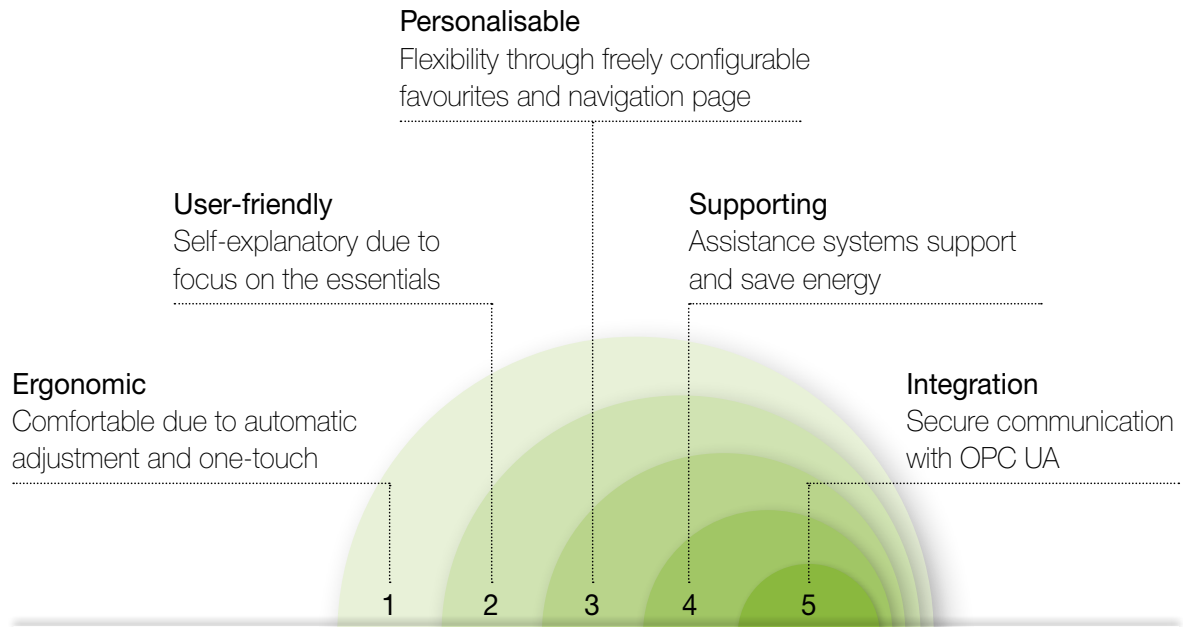 Personalisable
Flexibility through freely configurable
favourites and navigation page
User-friendly
Self-explanatory due to
focus on the essentials
Supporting
Assistance systems support
and save energy
Ergonomic
Comfortable due to automatic
adjustment and one-touch
Integration
Secure communication
with OPC UA
1 2 3 4 5